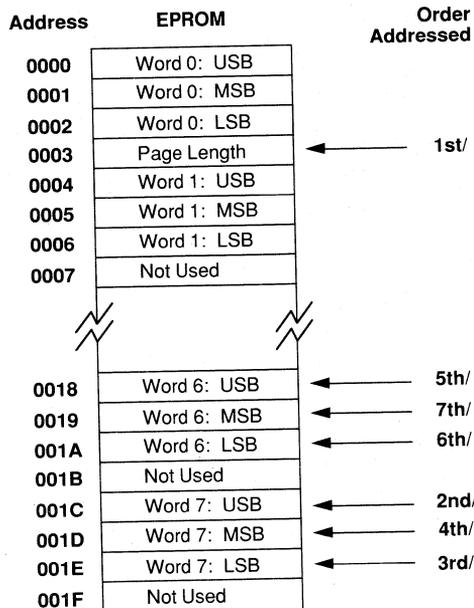 Address EPROM Order Addressed
0000 Word 0: USB
0001 Word 0: MSB
0002 Word 0: LSB
0003 Page Length 1st/
0004 Word 1: USB
0005 Word 1: MSB
0006 Word 1: LSB
0007 Not Used
0018 Word 6: USB 5th/
0019 Word 6: MSB 7th/
001A Word 6: LSB 6th/
001B Not Used
001C Word 7: USB 2nd/
001D Word 7: MSB 4th/
001E Word 7: LSB 3rd/
001F Not Used